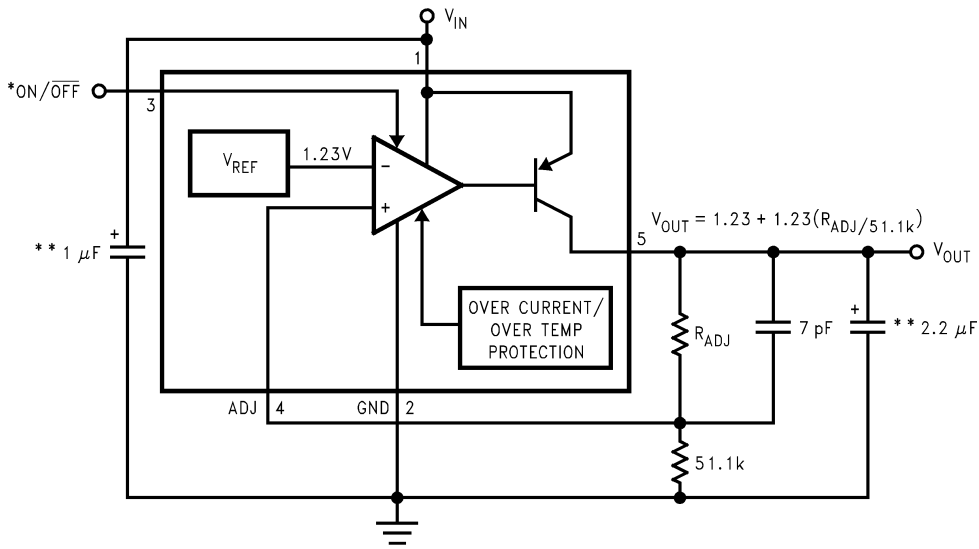 V_IN
1
*ON/O̅F̅F̅
3
V_REF
1.23V
−
+
V_OUT = 1.23 + 1.23(R_ADJ/51.1k)
5
V_OUT
+
** 1 μF
OVER CURRENT/
OVER TEMP
PROTECTION
R_ADJ
7 pF
+
** 2.2 μF
ADJ 4
GND 2
51.1k